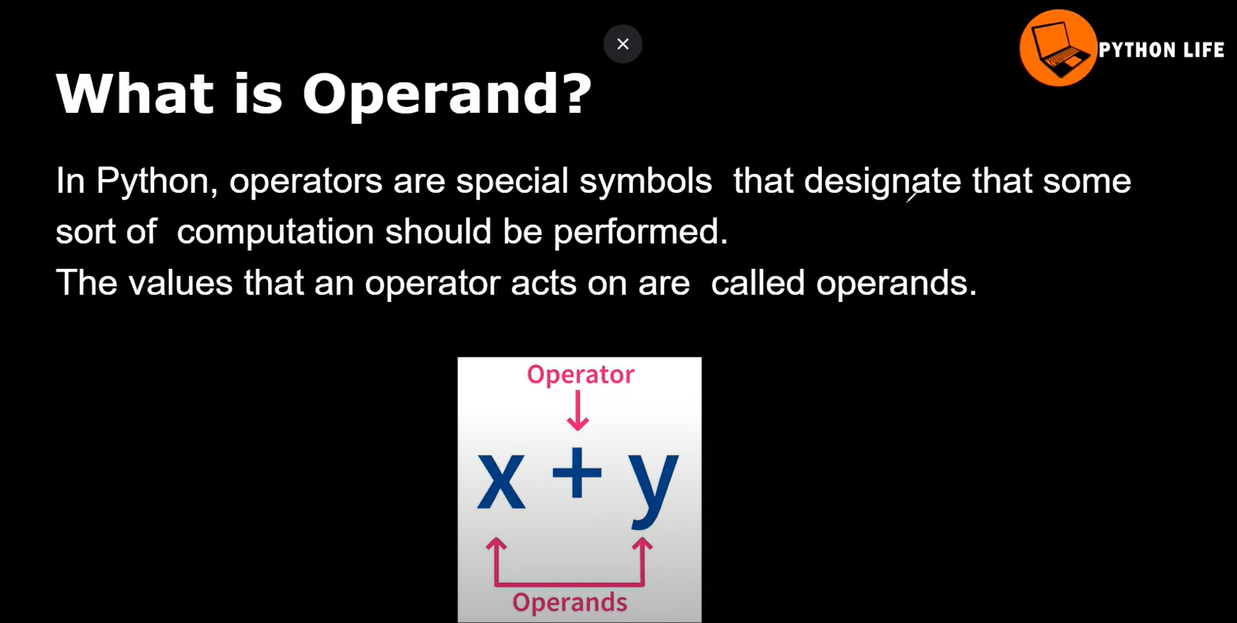 PYTHON LIFE
What is Operand?
In Python, operators are special symbols that designate that some
sort of computation should be performed.
The values that an operator acts on are called operands.
Operator
x + y
Operands